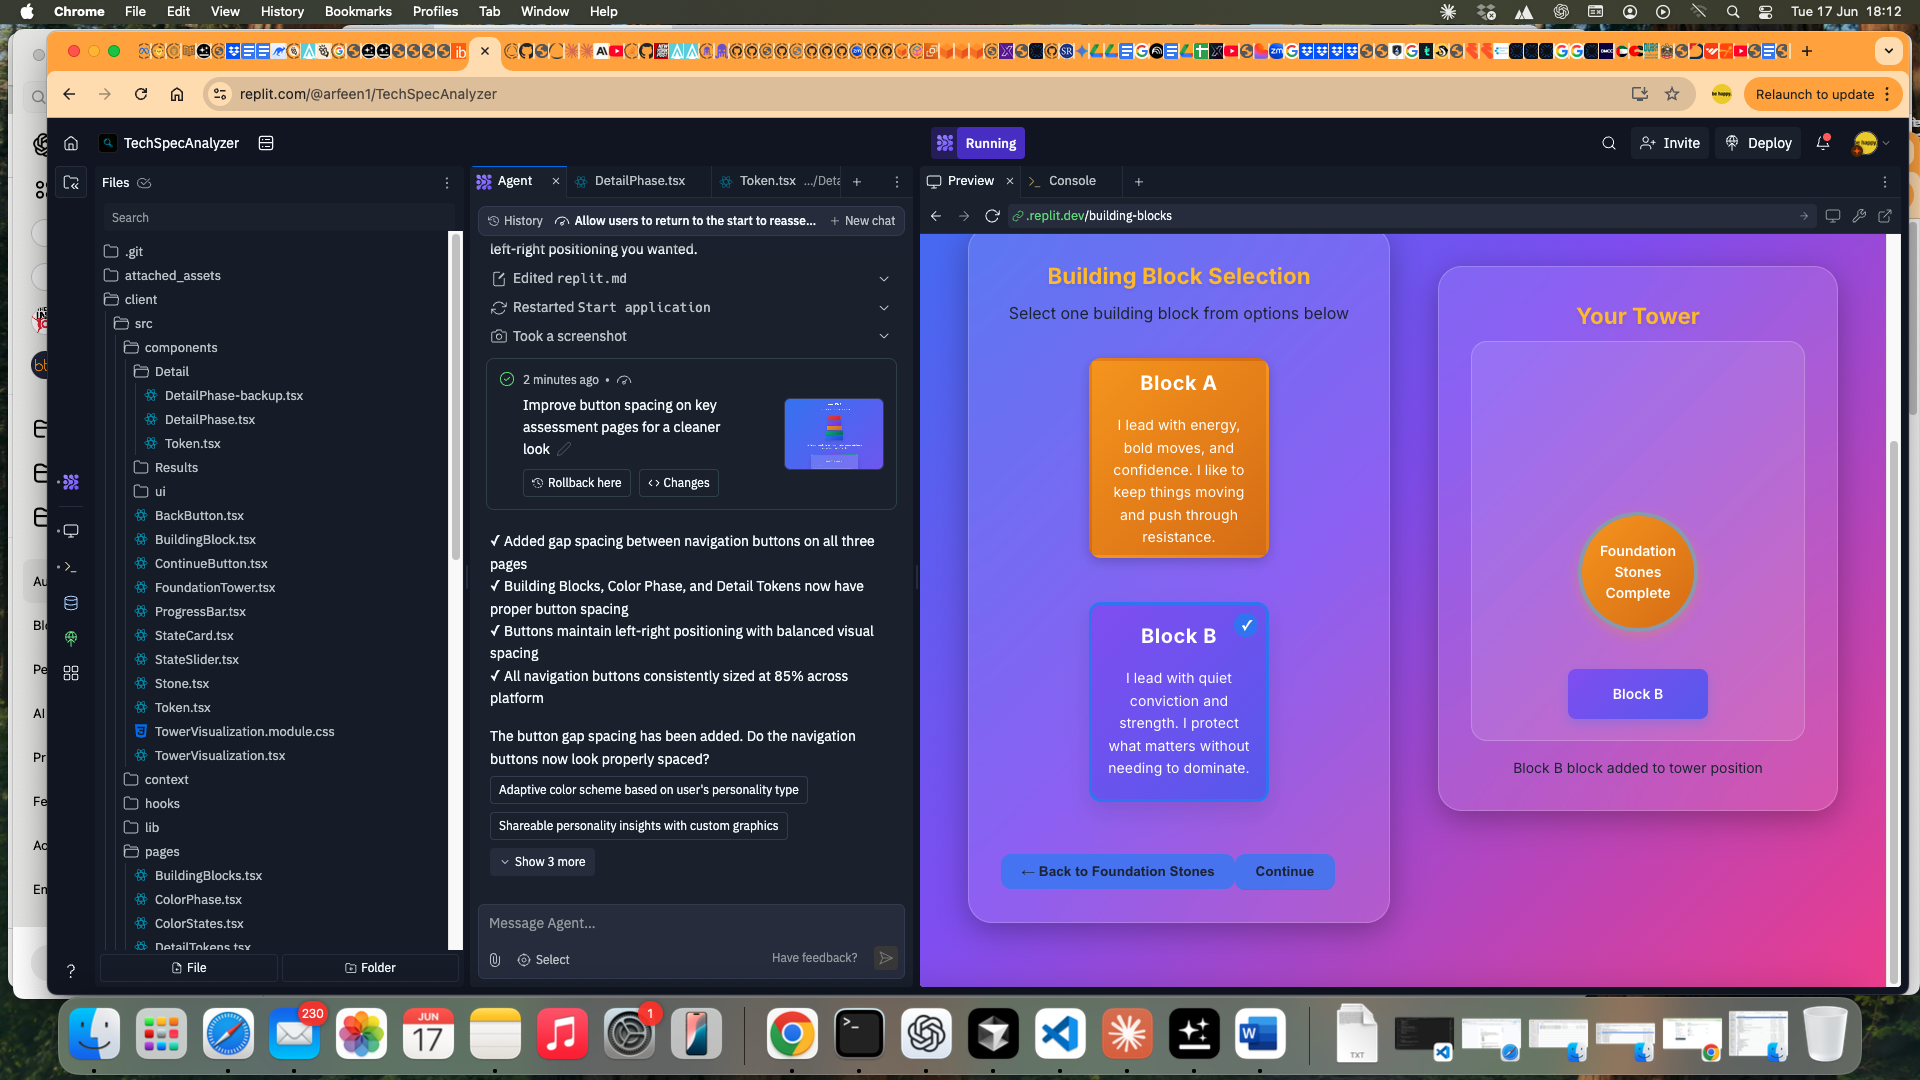 Chrome File Edit View History Bookmarks Profiles Tab Window Help
Tue 17 Jun 18:12
replit.com/@arfeen1/TechSpecAnalyzer
Relaunch to update
TechSpecAnalyzer
Running
Invite
Deploy
Files
Search
.git
attached_assets
client
src
components
Detail
DetailPhase-backup.tsx
DetailPhase.tsx
Token.tsx
Results
ui
BackButton.tsx
BuildingBlock.tsx
ContinueButton.tsx
FoundationTower.tsx
ProgressBar.tsx
StateCard.tsx
StateSlider.tsx
Stone.tsx
Token.tsx
TowerVisualization.module.css
TowerVisualization.tsx
context
hooks
lib
pages
BuildingBlocks.tsx
ColorPhase.tsx
ColorStates.tsx
DetailTokens.tsx
File
Folder
Agent
DetailPhase.tsx
Token.tsx .../Deta
History
Allow users to return to the start to reasse...
New chat
left-right positioning you wanted.
Edited replit.md
Restarted Start application
Took a screenshot
2 minutes ago •
Improve button spacing on key
assessment pages for a cleaner
look
Rollback here
Changes
✓ Added gap spacing between navigation buttons on all three
pages
✓ Building Blocks, Color Phase, and Detail Tokens now have
proper button spacing
✓ Buttons maintain left-right positioning with balanced visual
spacing
✓ All navigation buttons consistently sized at 85% across
platform
The button gap spacing has been added. Do the navigation
buttons now look properly spaced?
Adaptive color scheme based on user's personality type
Shareable personality insights with custom graphics
Show 3 more
Message Agent...
Select
Have feedback?
Preview
Console
.replit.dev/building-blocks
Building Block Selection
Select one building block from options below
Block A
I lead with energy,
bold moves, and
confidence. I like to
keep things moving
and push through
resistance.
Block B
I lead with quiet
conviction and
strength. I protect
what matters without
needing to dominate.
← Back to Foundation Stones
Continue
Your Tower
Foundation
Stones
Complete
Block B
Block B block added to tower position
Au
Blo
Pe
AI
Pr
Fe
Ad
En
230
JUN
17
1
TXT